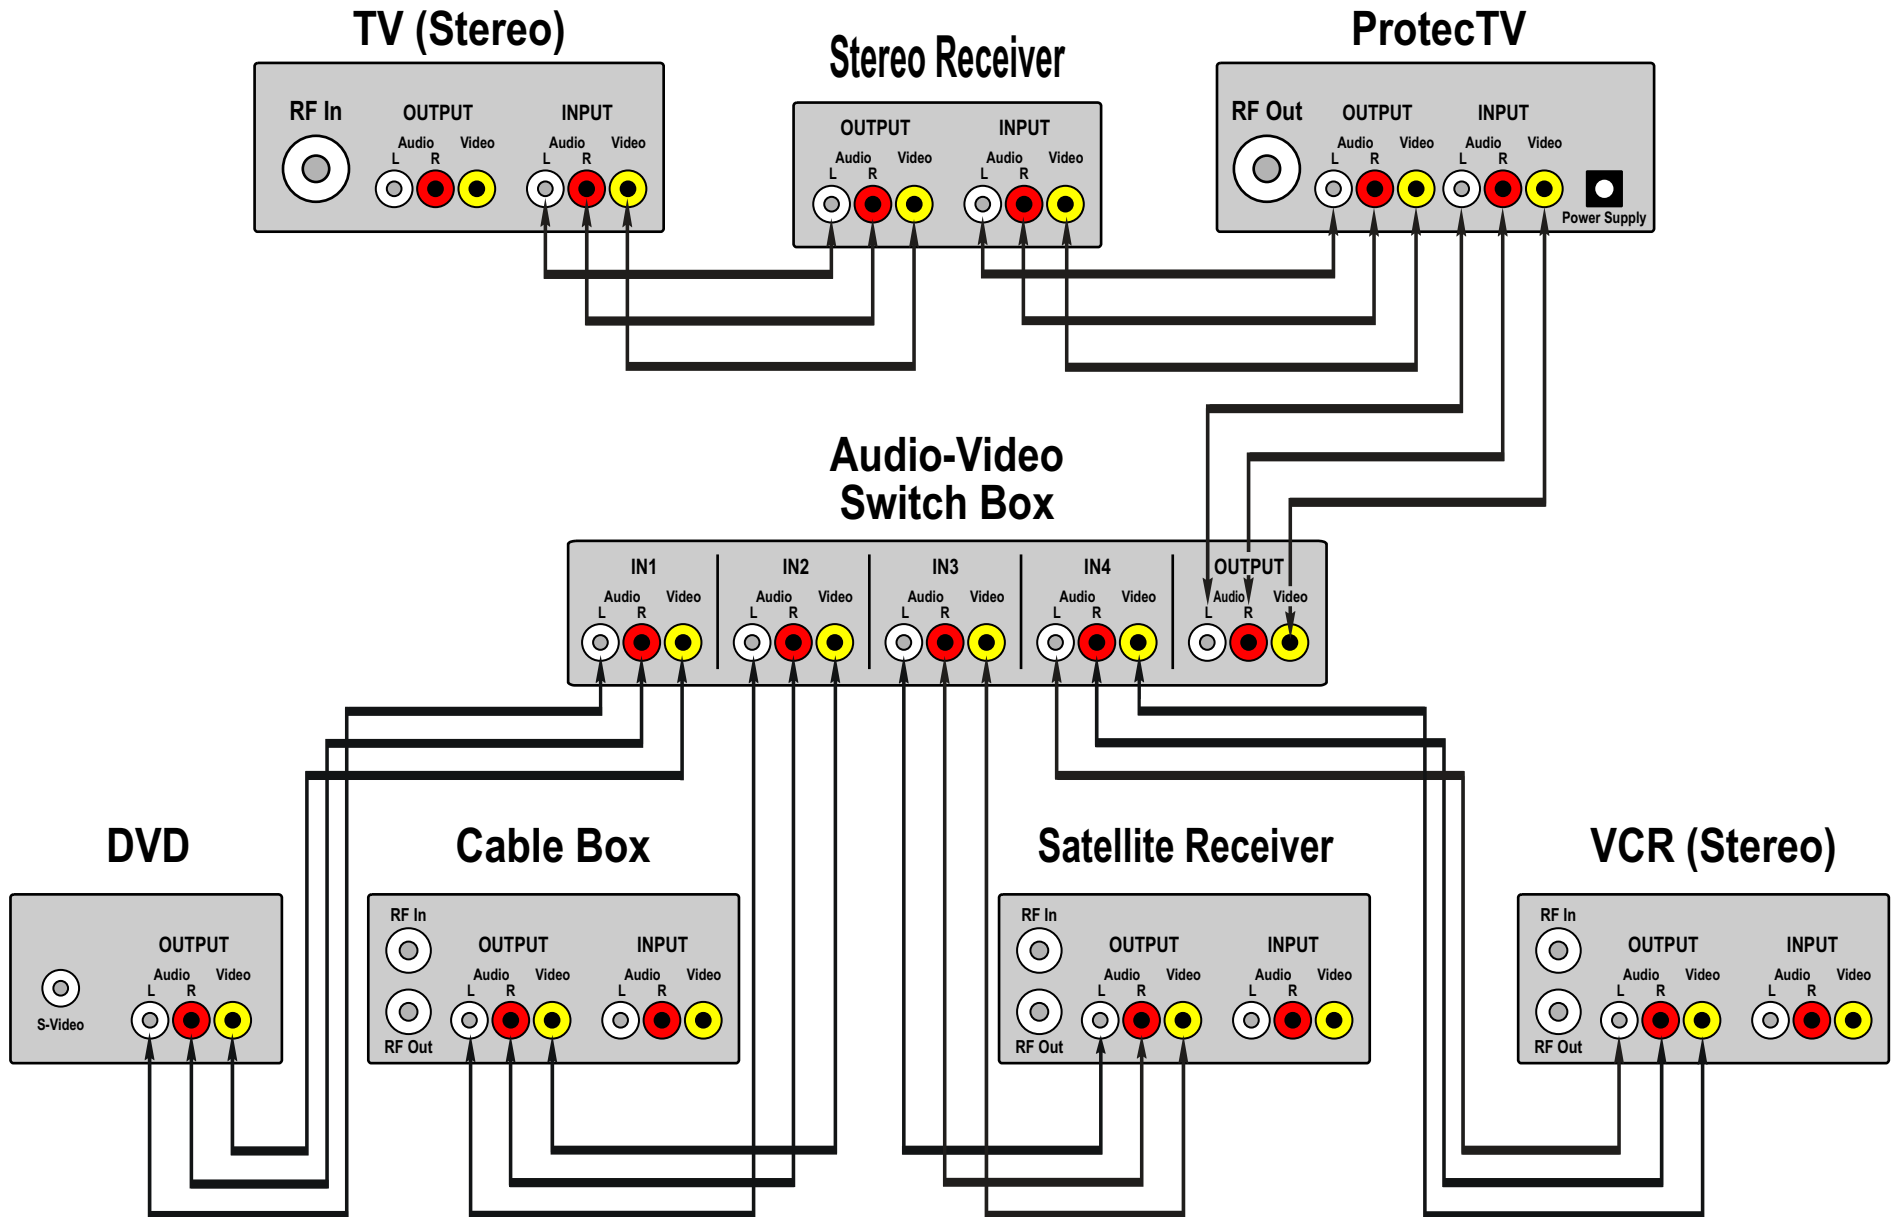 TV (Stereo)
Stereo Receiver
ProtecTV
RF In
OUTPUT
INPUT
Audio
Video
L
R
Audio
Video
L
R
OUTPUT
INPUT
Audio
Video
L
R
Audio
Video
L
R
RF Out
OUTPUT
INPUT
Audio
Video
L
R
Audio
Video
L
R
Power Supply
Audio-Video
Switch Box
IN1
Audio
Video
L
R
IN2
Audio
Video
L
R
IN3
Audio
Video
L
R
IN4
Audio
Video
L
R
OUTPUT
Audio
Video
L
R
DVD
Cable Box
Satellite Receiver
VCR (Stereo)
S-Video
OUTPUT
Audio
Video
L
R
RF In
RF Out
OUTPUT
Audio
Video
L
R
INPUT
Audio
Video
L
R
RF In
RF Out
OUTPUT
Audio
Video
L
R
INPUT
Audio
Video
L
R
RF In
RF Out
OUTPUT
Audio
Video
L
R
INPUT
Audio
Video
L
R